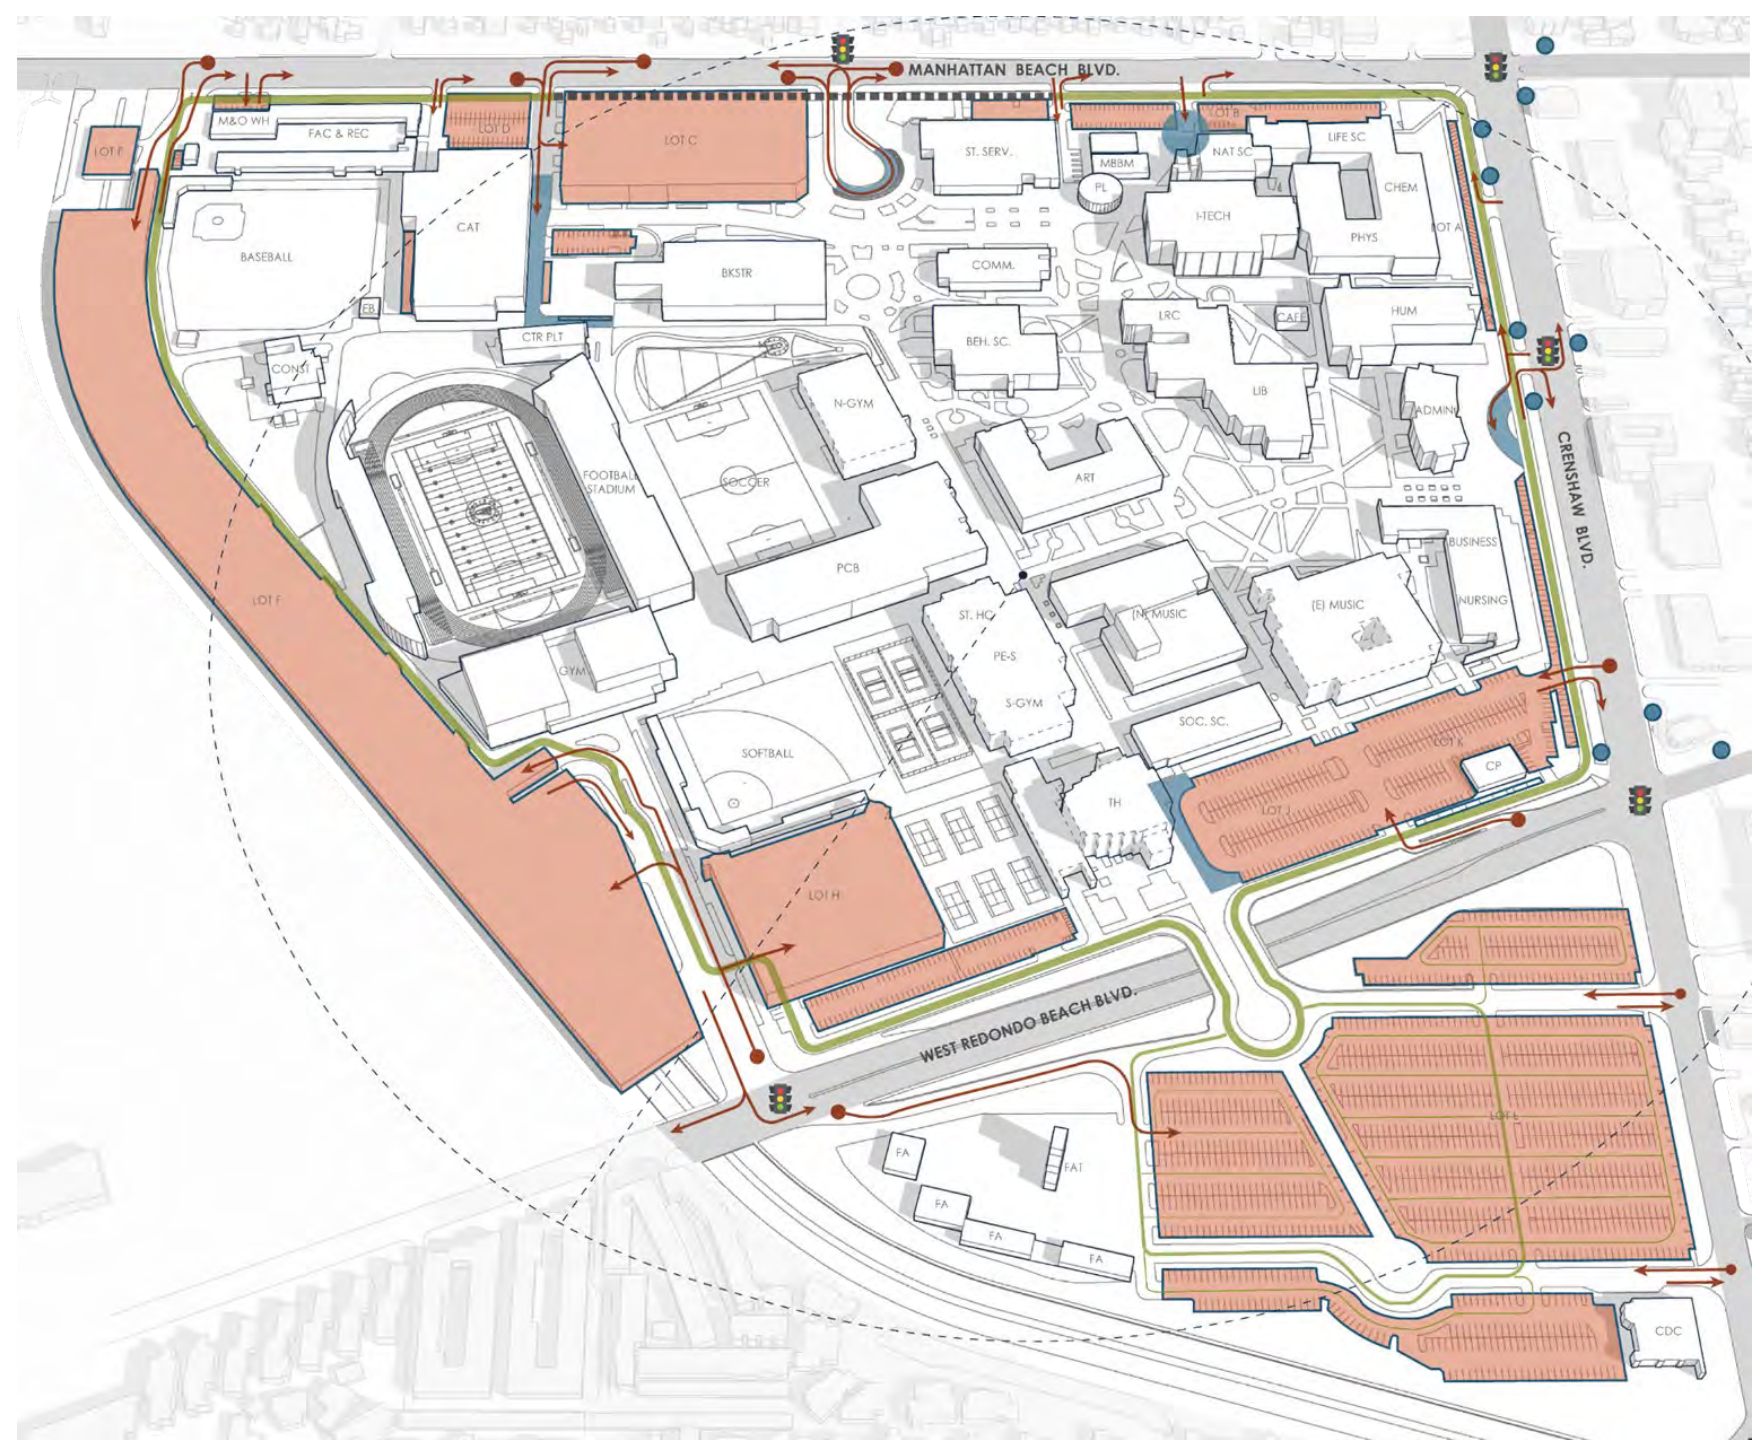 MANHATTAN BEACH BLVD.
M&O WH
FAC & REC
LOT D
LOT C
LOT B
ST. SERV.
MBBM
NAT SC
LIFE SC
PL
CHEM
I-TECH
PHYS
LOT A
CAT
BASEBALL
BKSTR
COMM.
EB
CTR PLT
BEH. SC.
LRC
CAFE
HUM
CONST
N-GYM
LIB
ADMIN
CRENSHAW BLVD.
FOOTBALL
STADIUM
SOCCER
ART
BUSINESS
PCB
LOT F
ST. HC
(N) MUSIC
(E) MUSIC
NURSING
PE-S
GYM
S-GYM
SOC. SC.
SOFTBALL
LOT K
CP
TH
LOT J
LOT H
WEST REDONDO BEACH BLVD.
LOT L
FA
FAT
FA
FA
FA
CDC